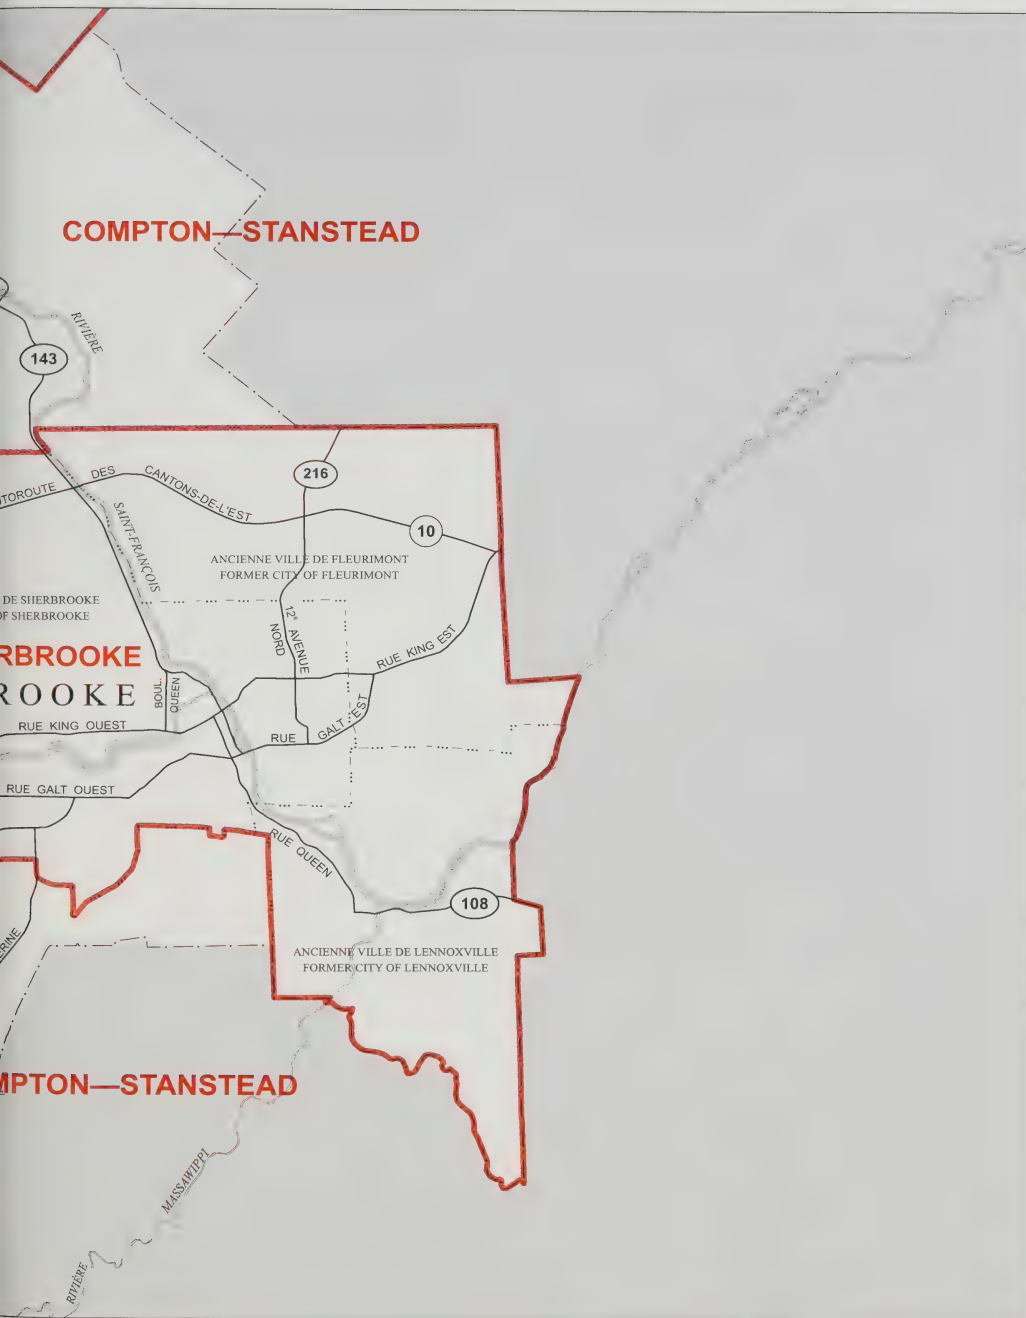 COMPTON—STANSTEAD
RIVIÈRE
143
216
DES
CANTONS-DE-L'EST
10
SAINT-FRANÇOIS
ANCIENNE VILLE DE FLEURIMONT
FORMER CITY OF FLEURIMONT
DE SHERBROOKE
OF SHERBROOKE
12e AVENUE
NORD
RUE KING EST
RBROOKE
ROOKE
BOUL.
QUEEN
RUE KING OUEST
RUE
GALT EST
RUE GALT OUEST
RUE QUEEN
108
ERINE
ANCIENNE VILLE DE LENNOXVILLE
FORMER CITY OF LENNOXVILLE
MPTON—STANSTEAD
MASSAWIPPI
RIVIÈRE